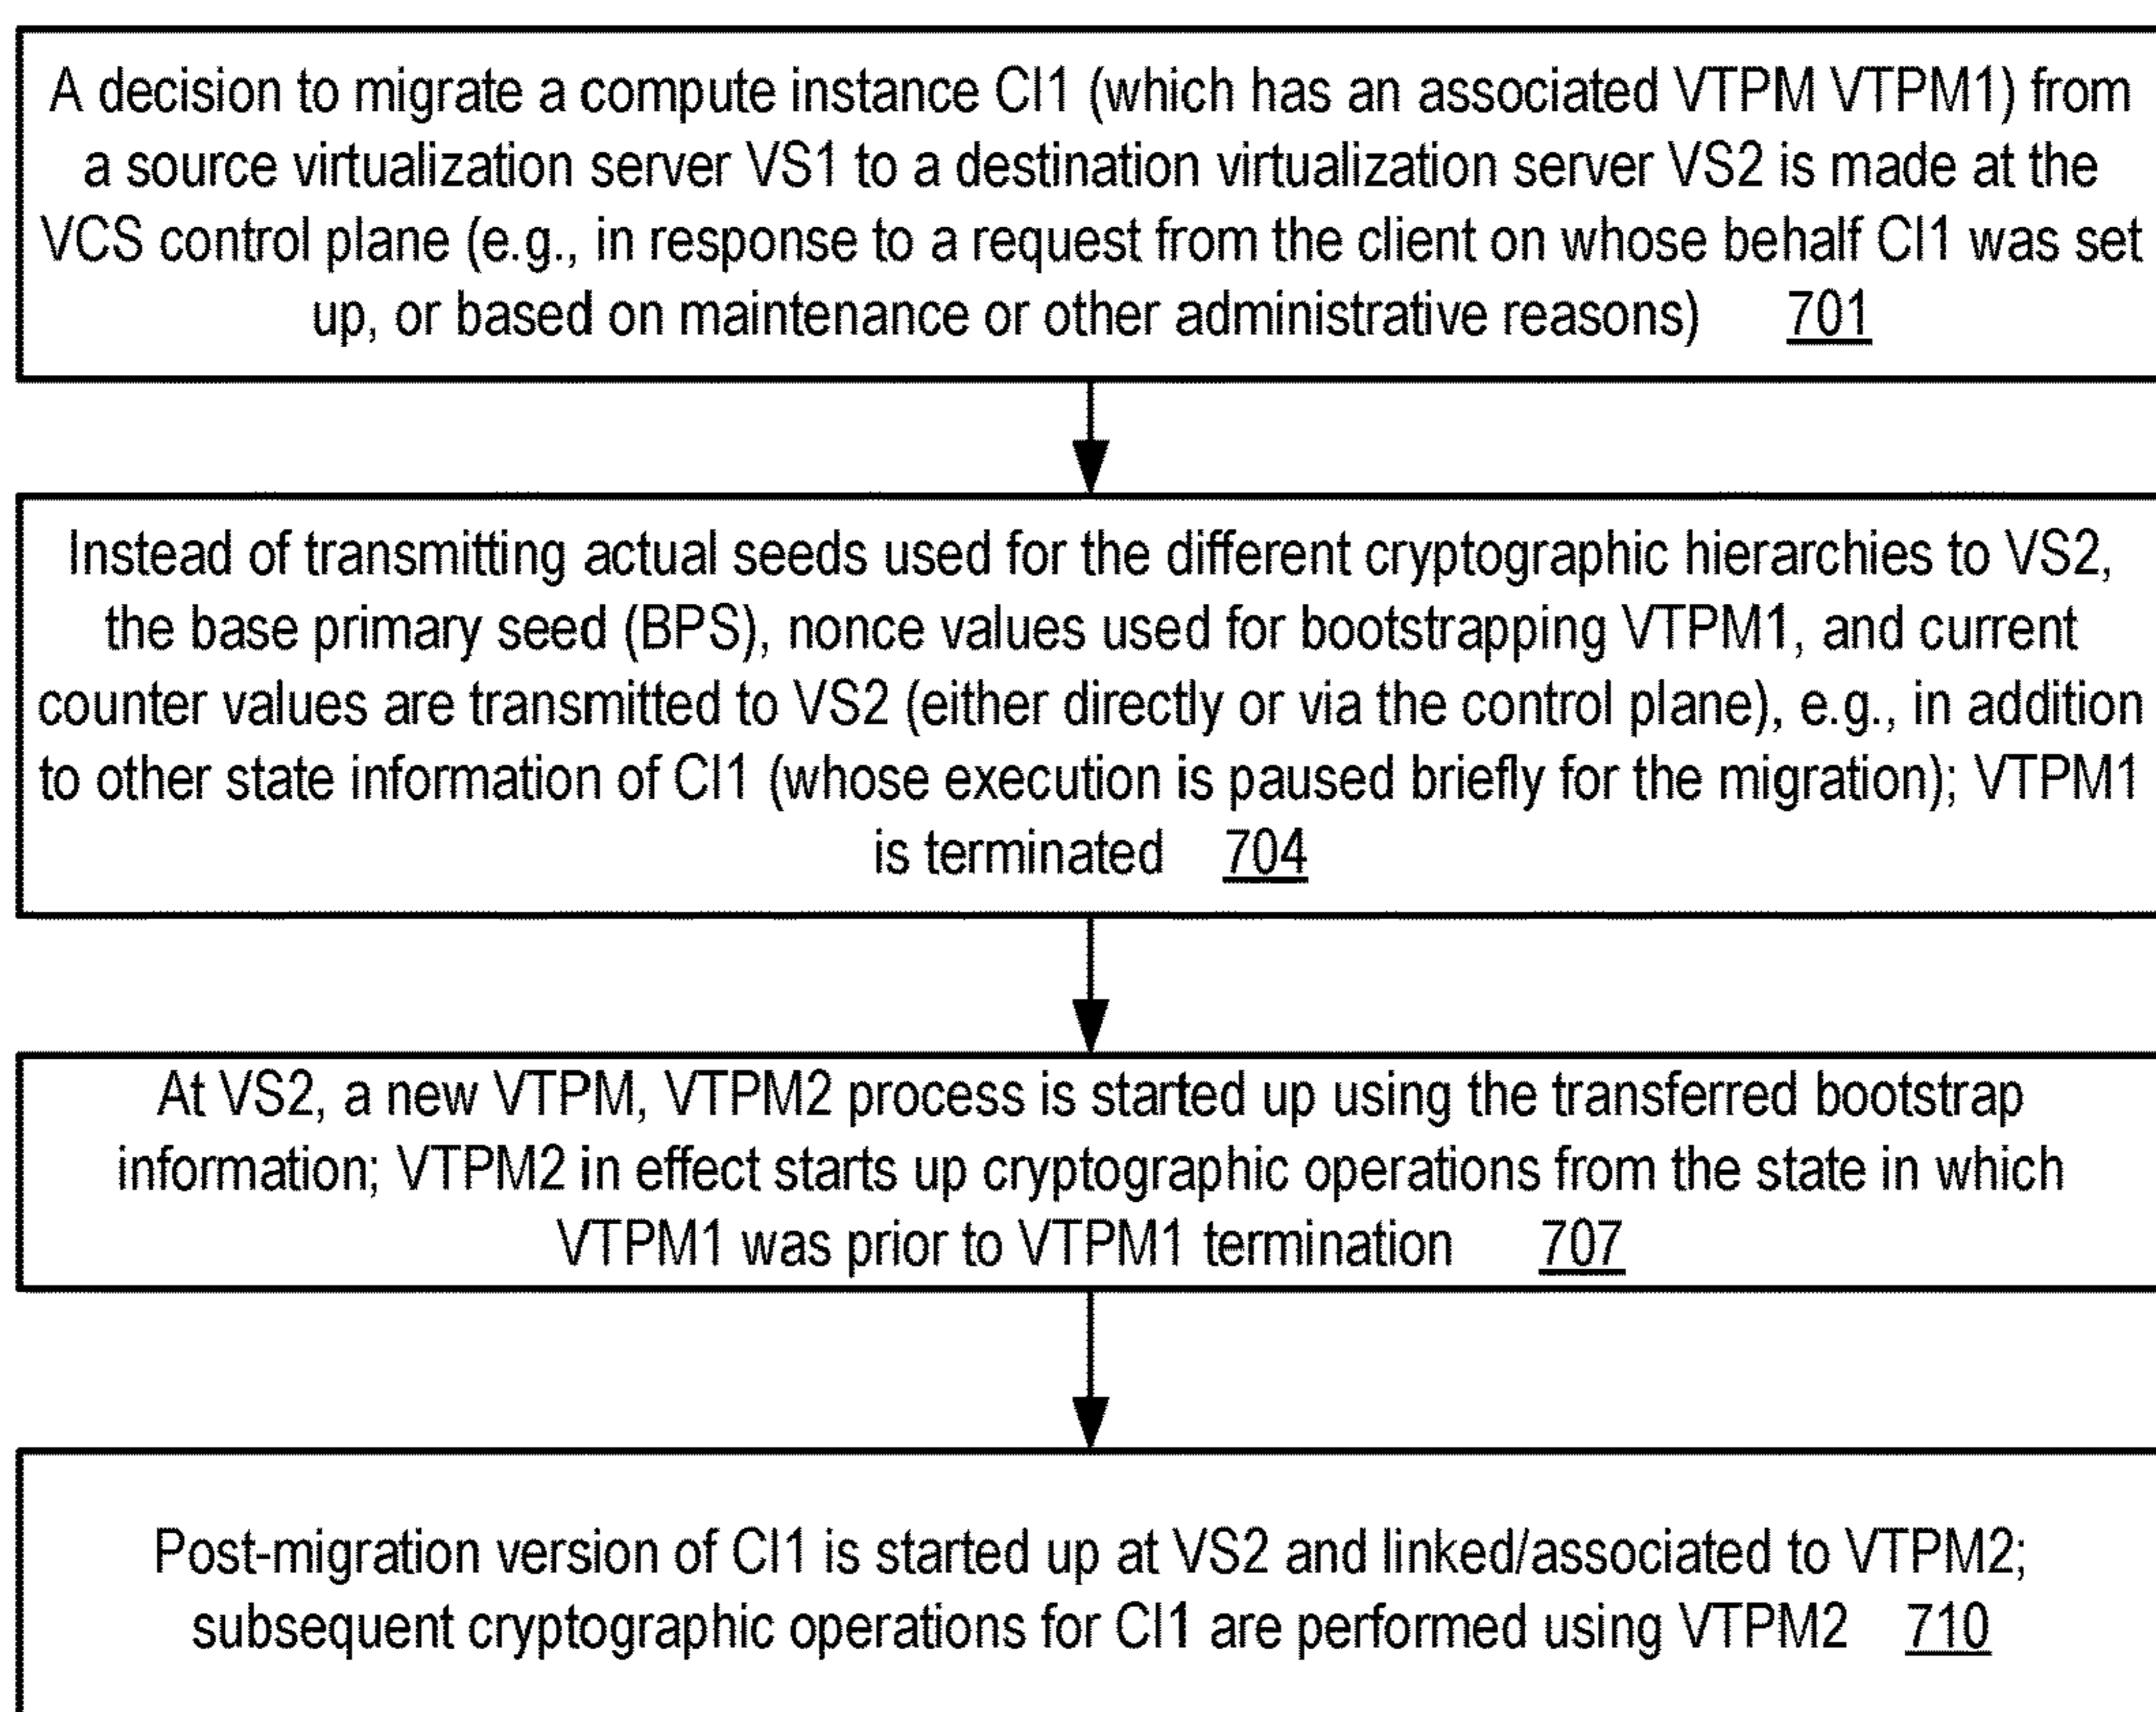 A decision to migrate a compute instance CI1 (which has an associated VTPM VTPM1) from
a source virtualization server VS1 to a destination virtualization server VS2 is made at the
VCS control plane (e.g., in response to a request from the client on whose behalf CI1 was set
up, or based on maintenance or other administrative reasons) 701
Instead of transmitting actual seeds used for the different cryptographic hierarchies to VS2,
the base primary seed (BPS), nonce values used for bootstrapping VTPM1, and current
counter values are transmitted to VS2 (either directly or via the control plane), e.g., in addition
to other state information of CI1 (whose execution is paused briefly for the migration); VTPM1
is terminated 704
At VS2, a new VTPM, VTPM2 process is started up using the transferred bootstrap
information; VTPM2 in effect starts up cryptographic operations from the state in which
VTPM1 was prior to VTPM1 termination 707
Post-migration version of CI1 is started up at VS2 and linked/associated to VTPM2;
subsequent cryptographic operations for CI1 are performed using VTPM2 710